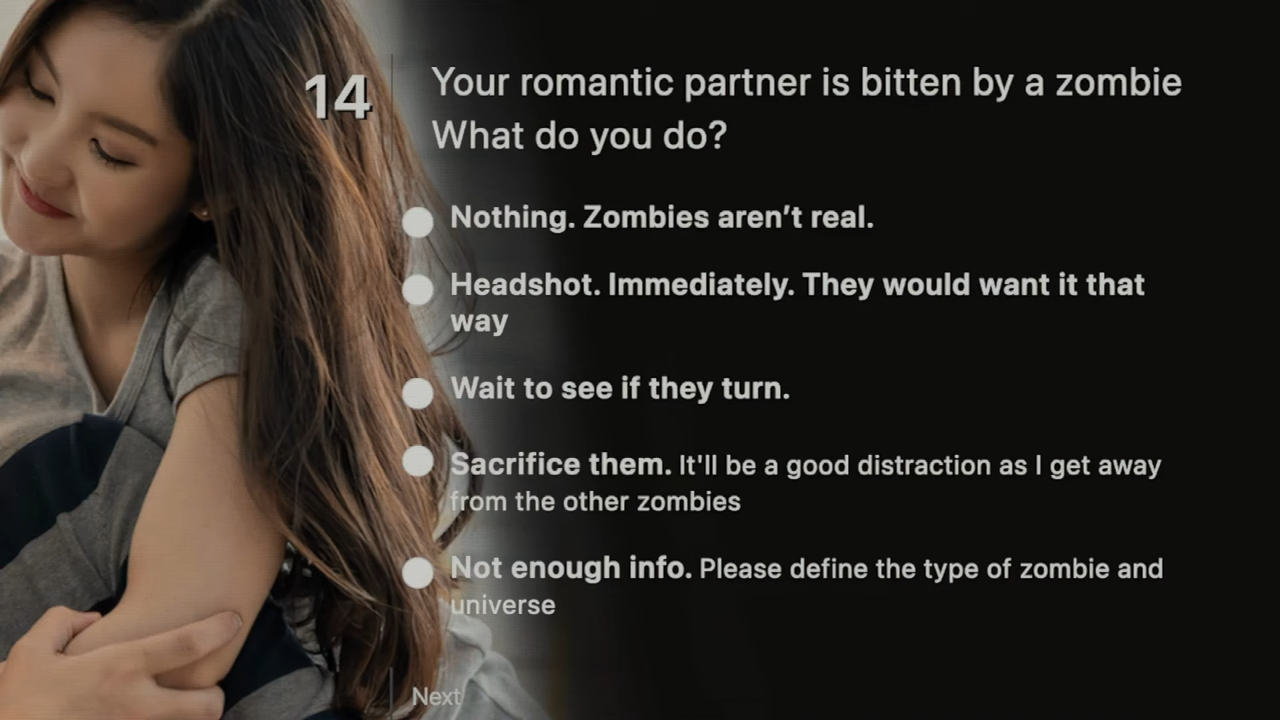 14
Your romantic partner is bitten by a zombie
What do you do?
Nothing. Zombies aren’t real.
Headshot. Immediately. They would want it that
way
Wait to see if they turn.
Sacrifice them. It'll be a good distraction as I get away
from the other zombies
Not enough info. Please define the type of zombie and
universe
Next